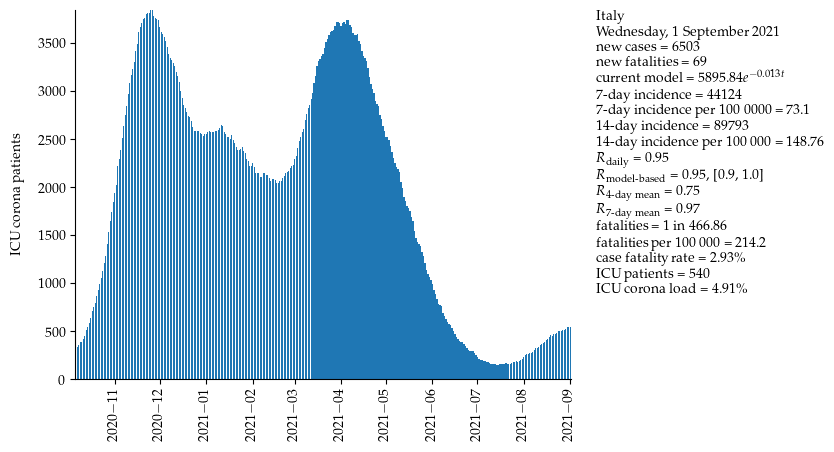 Italy
Wednesday, 1 September 2021
new cases = 6503
new fatalities = 69
current model = 5895.84e^{−0.013t}
7-day incidence = 44124
7-day incidence per 100 0000 = 73.1
14-day incidence = 89793
14-day incidence per 100 000 = 148.76
R_daily = 0.95
R_model-based = 0.95, [0.9, 1.0]
R_4-day mean = 0.75
R_7-day mean = 0.97
fatalities = 1 in 466.86
fatalities per 100 000 = 214.2
case fatality rate = 2.93%
ICU patients = 540
ICU corona load = 4.91%
ICU corona patients
3500
3000
2500
2000
1500
1000
500
0
2020−11
2020−12
2021−01
2021−02
2021−03
2021−04
2021−05
2021−06
2021−07
2021−08
2021−09